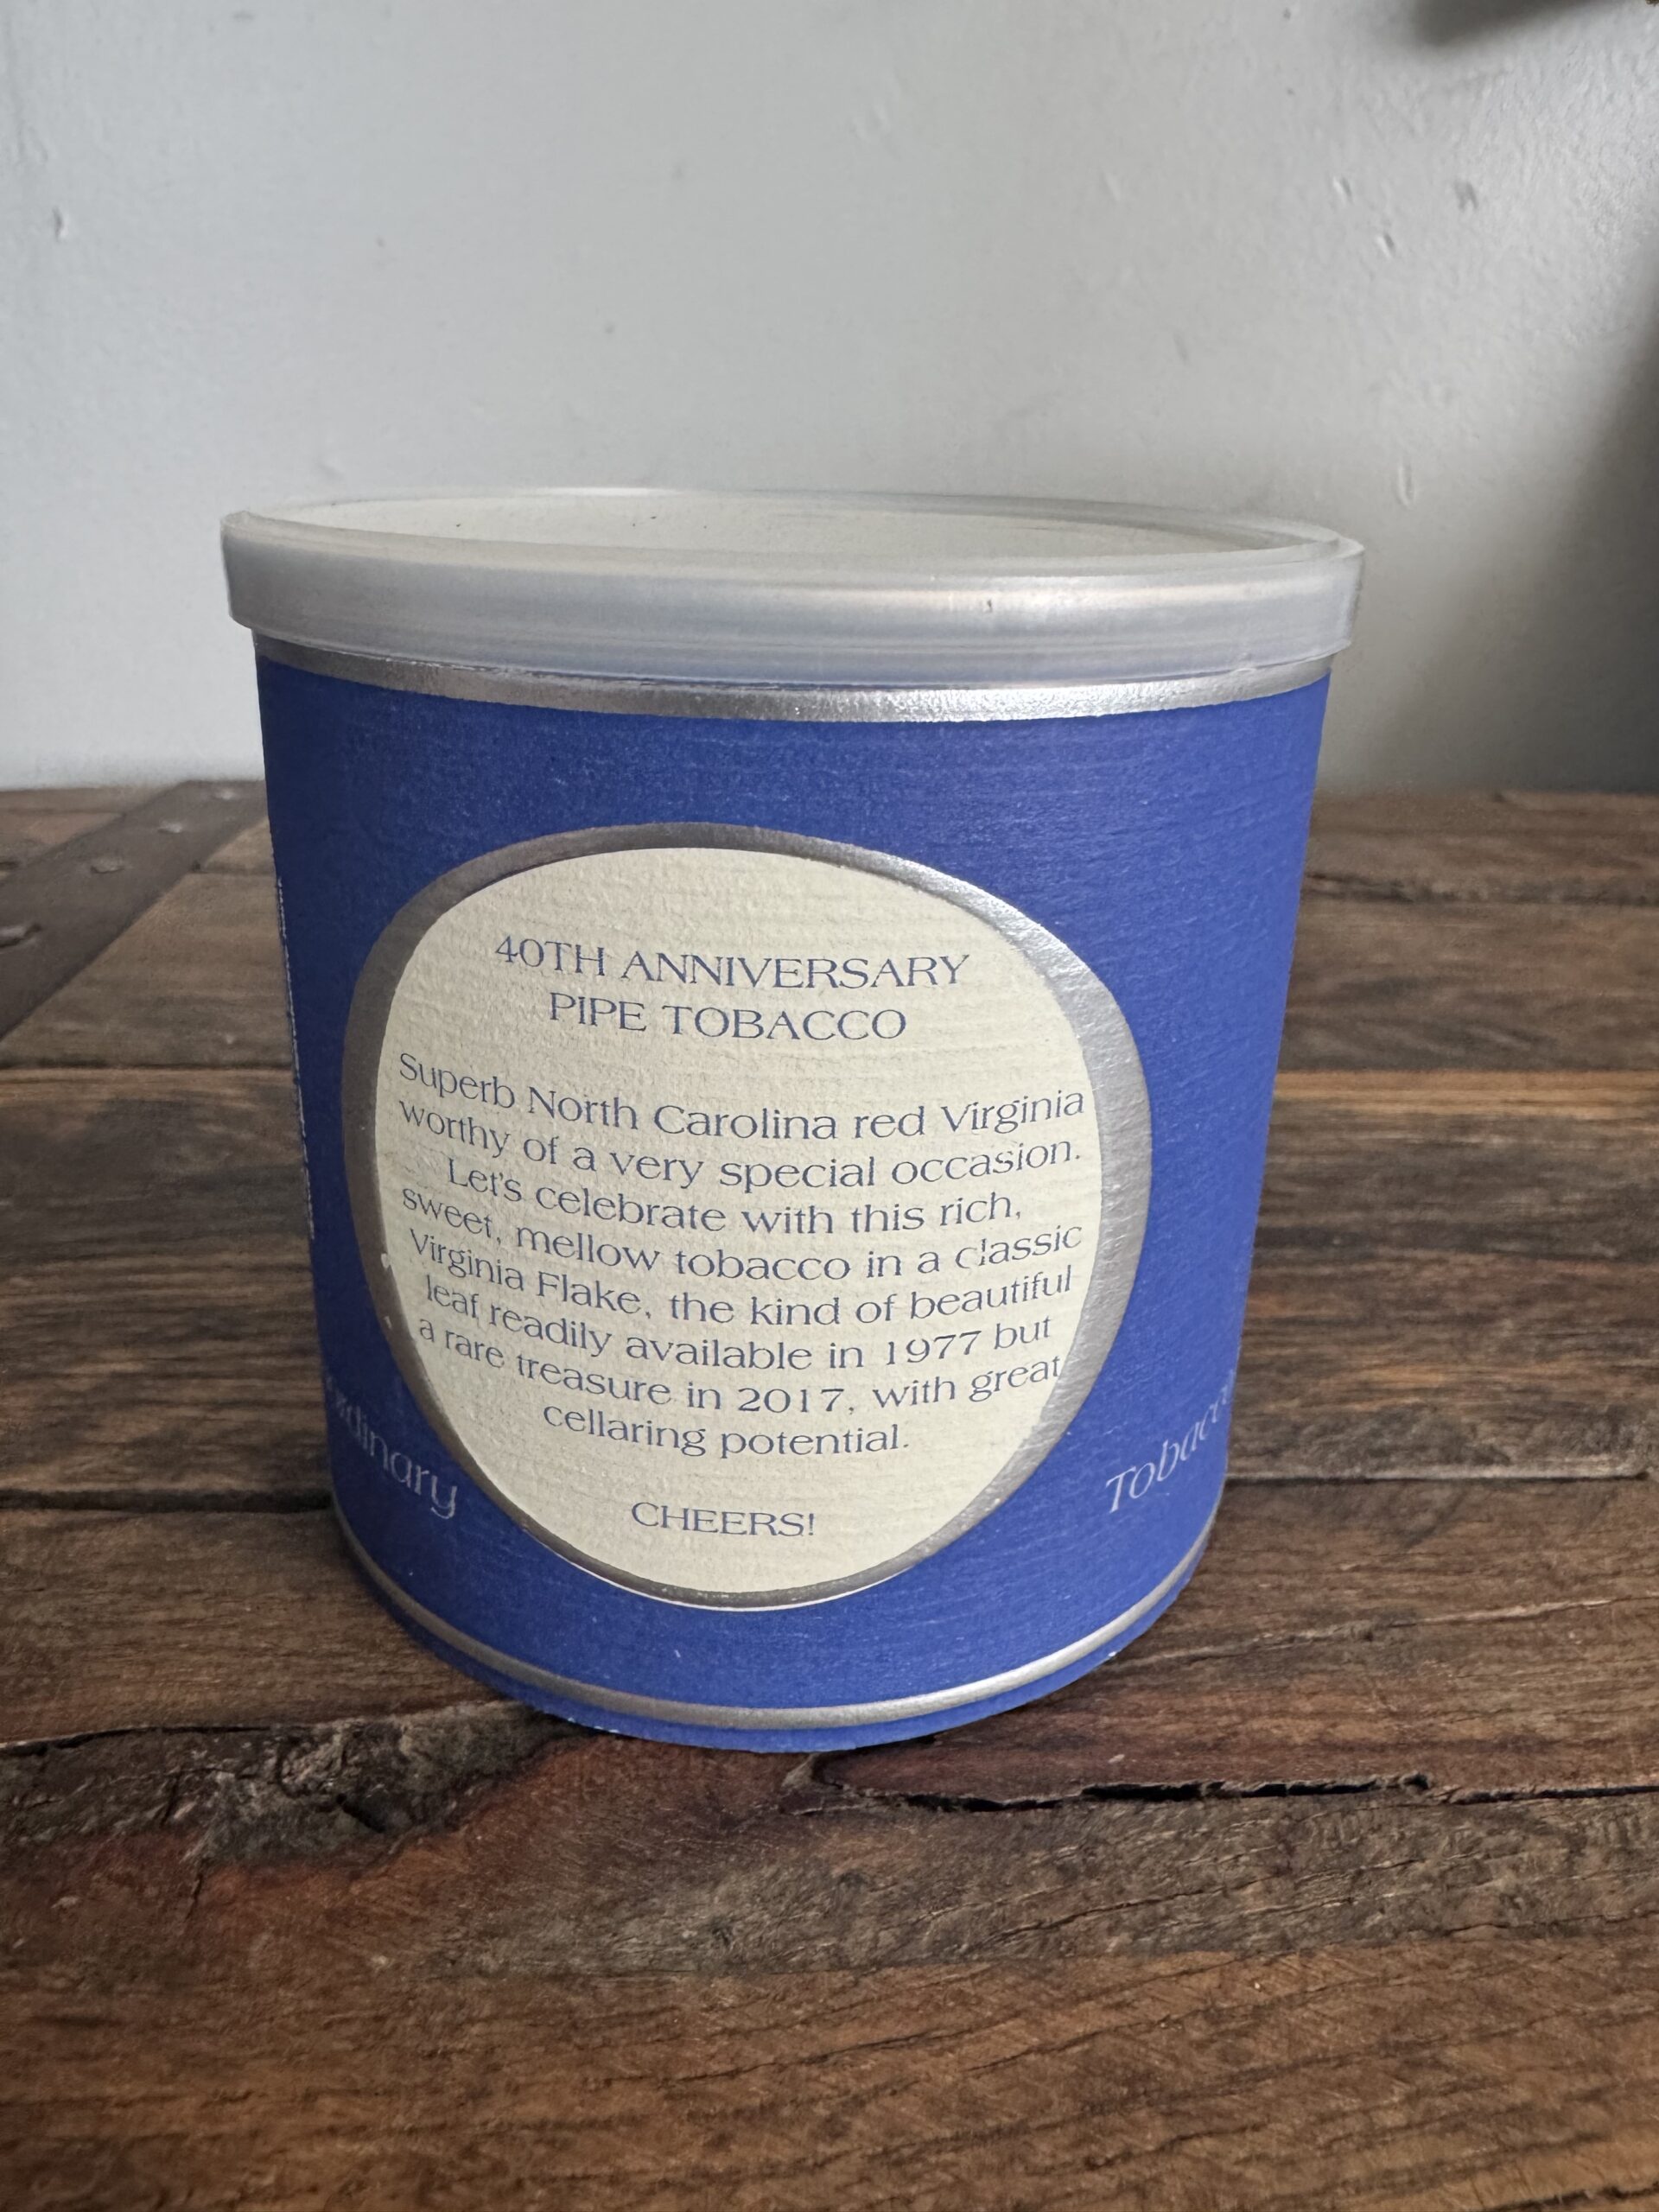 40TH ANNIVERSARY
PIPE TOBACCO
Superb North Carolina red Virginia
worthy of a very special occasion.
Let's celebrate with this rich,
sweet, mellow tobacco in a classic
Virginia Flake, the kind of beautiful
leaf readily available in 1977 but
a rare treasure in 2017, with great
cellaring potential.
CHEERS!